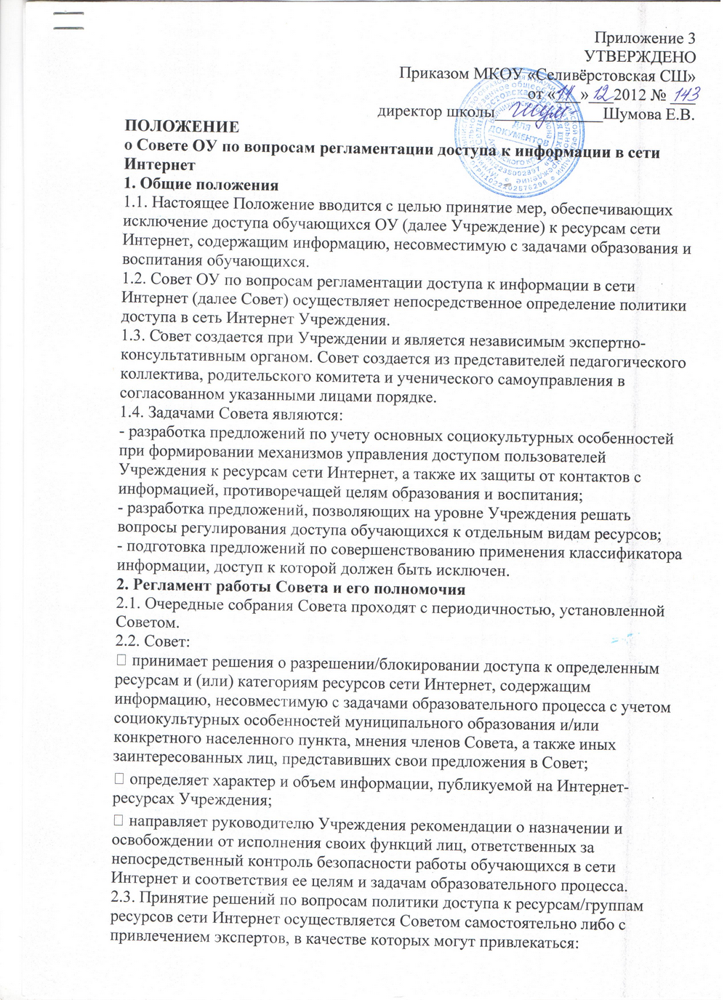 Приложение 3
УТВЕРЖДЕНО
Приказом МКОУ «Селивёрстовская СШ»
от «11» 12 2012 № 143
директор школы____________Шумова Е.В.
ДЛЯ
ДОКУМЕНТОВ
ПОЛОЖЕНИЕ
о Совете ОУ по вопросам регламентации доступа к информации в сети
Интернет
1. Общие положения
1.1. Настоящее Положение вводится с целью принятие мер, обеспечивающих
исключение доступа обучающихся ОУ (далее Учреждение) к ресурсам сети
Интернет, содержащим информацию, несовместимую с задачами образования и
воспитания обучающихся.
1.2. Совет ОУ по вопросам регламентации доступа к информации в сети
Интернет (далее Совет) осуществляет непосредственное определение политики
доступа в сеть Интернет Учреждения.
1.3. Совет создается при Учреждении и является независимым экспертно-
консультативным органом. Совет создается из представителей педагогического
коллектива, родительского комитета и ученического самоуправления в
согласованном указанными лицами порядке.
1.4. Задачами Совета являются:
- разработка предложений по учету основных социокультурных особенностей
при формировании механизмов управления доступом пользователей
Учреждения к ресурсам сети Интернет, а также их защиты от контактов с
информацией, противоречащей целям образования и воспитания;
- разработка предложений, позволяющих на уровне Учреждения решать
вопросы регулирования доступа обучающихся к отдельным видам ресурсов;
- подготовка предложений по совершенствованию применения классификатора
информации, доступ к которой должен быть исключен.
2. Регламент работы Совета и его полномочия
2.1. Очередные собрания Совета проходят с периодичностью, установленной
Советом.
2.2. Совет:
□ принимает решения о разрешении/блокировании доступа к определенным
ресурсам и (или) категориям ресурсов сети Интернет, содержащим
информацию, несовместимую с задачами образовательного процесса с учетом
социокультурных особенностей муниципального образования и/или
конкретного населенного пункта, мнения членов Совета, а также иных
заинтересованных лиц, представивших свои предложения в Совет;
□ определяет характер и объем информации, публикуемой на Интернет-
ресурсах Учреждения;
□ направляет руководителю Учреждения рекомендации о назначении и
освобождении от исполнения своих функций лиц, ответственных за
непосредственный контроль безопасности работы обучающихся в сети
Интернет и соответствия ее целям и задачам образовательного процесса.
2.3. Принятие решений по вопросам политики доступа к ресурсам/группам
ресурсов сети Интернет осуществляется Советом самостоятельно либо с
привлечением экспертов, в качестве которых могут привлекаться: